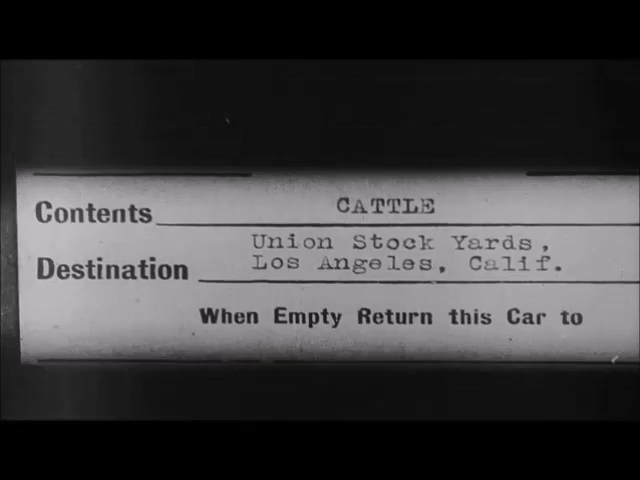 Contents CATTLE
Union Stock Yards,
Destination Los Angeles, Calif.
When Empty Return this Car to